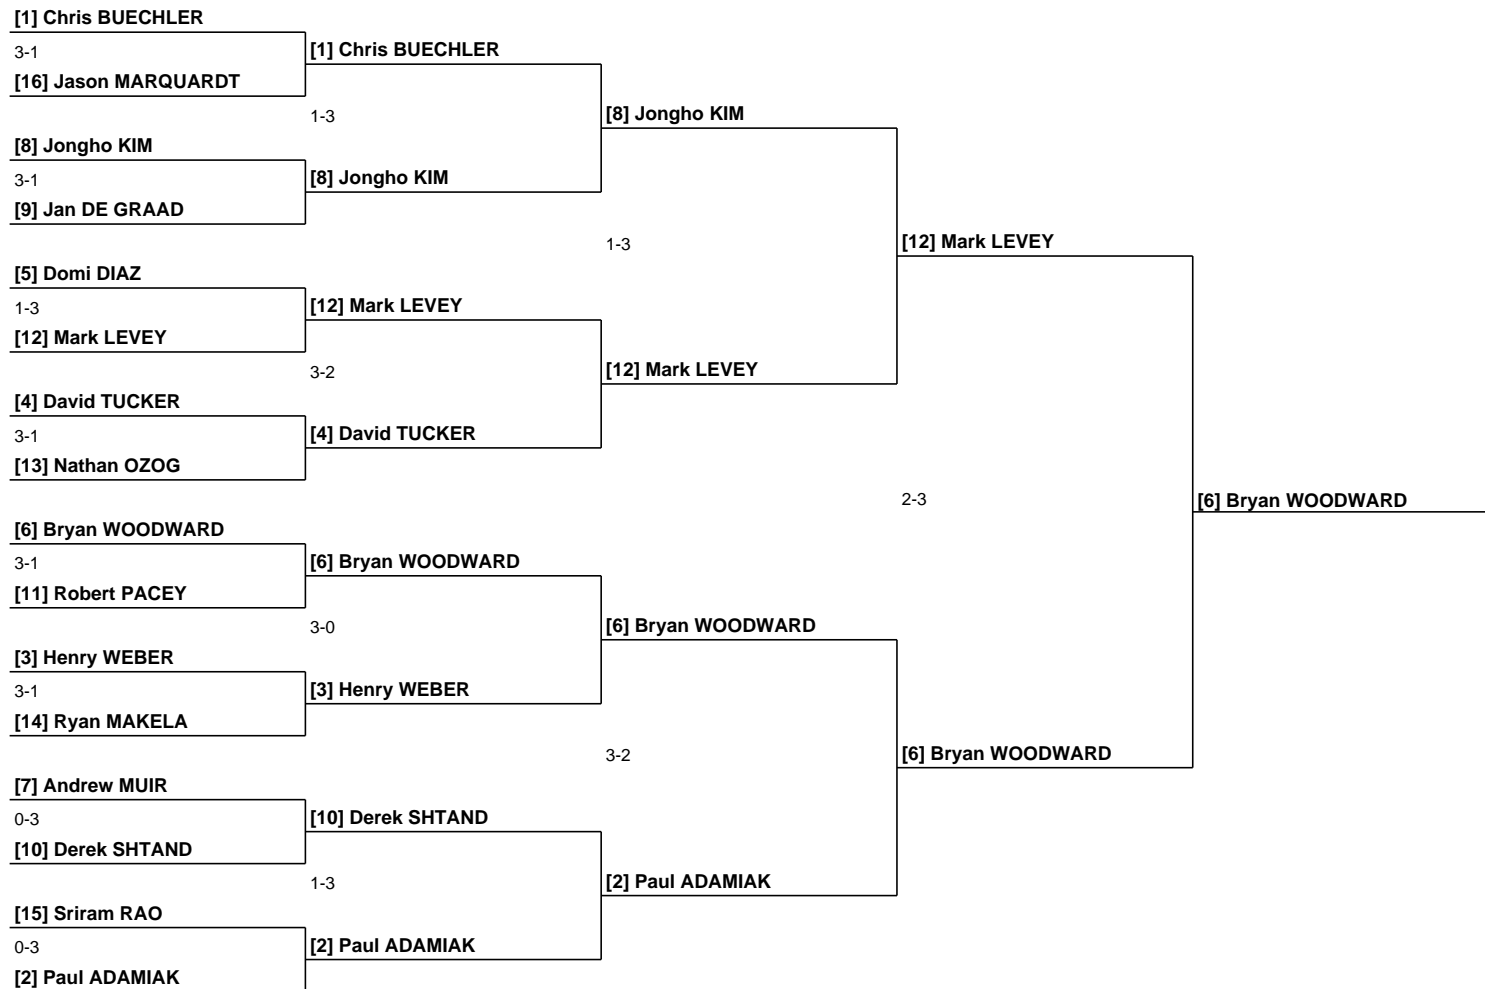 [1] Chris BUECHLER
3-1
[16] Jason MARQUARDT
[8] Jongho KIM
3-1
[9] Jan DE GRAAD
[5] Domi DIAZ
1-3
[12] Mark LEVEY
[4] David TUCKER
3-1
[13] Nathan OZOG
[6] Bryan WOODWARD
3-1
[11] Robert PACEY
[3] Henry WEBER
3-1
[14] Ryan MAKELA
[7] Andrew MUIR
0-3
[10] Derek SHTAND
[15] Sriram RAO
0-3
[2] Paul ADAMIAK
[1] Chris BUECHLER
1-3
[8] Jongho KIM
[12] Mark LEVEY
3-2
[4] David TUCKER
[6] Bryan WOODWARD
3-0
[3] Henry WEBER
[10] Derek SHTAND
1-3
[2] Paul ADAMIAK
[8] Jongho KIM
1-3
[12] Mark LEVEY
[6] Bryan WOODWARD
3-2
[2] Paul ADAMIAK
[12] Mark LEVEY
2-3
[6] Bryan WOODWARD
[6] Bryan WOODWARD